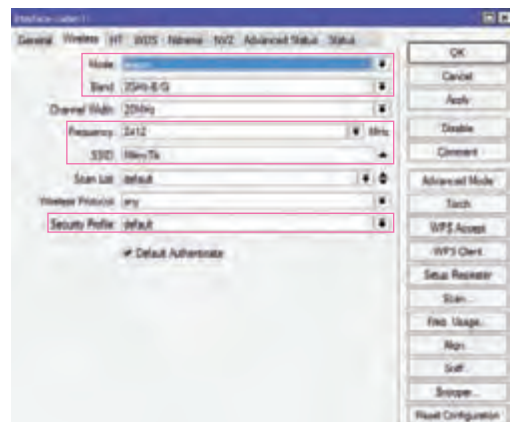 Interface <wlan1>
General Wireless HT WDS Nstreme NV2 Advanced Status Status
Mode:
Band: 2GHz-B/G
Channel Width: 20MHz
Frequency: 2412 MHz
SSID: MikroTik
Scan List: default
Wireless Protocol: any
Security Profile: default
Default Authenticate
OK
Cancel
Apply
Disable
Comment
Advanced Mode
Torch
WPS Accept
WPS Client
Setup Repeater
Scan...
Freq. Usage...
Align...
Sniff...
Snooper...
Reset Configuration